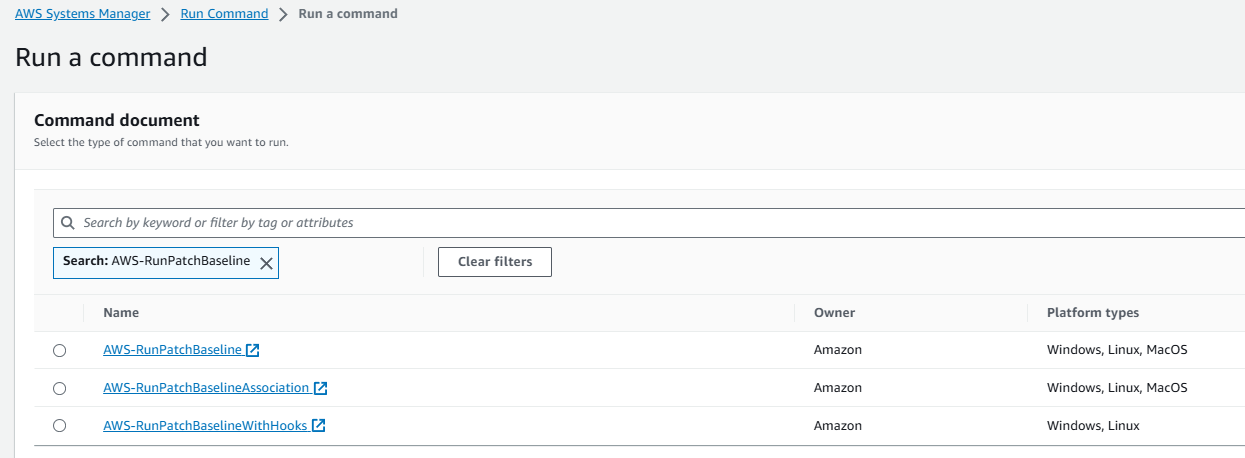 AWS Systems Manager > Run Command > Run a command
Run a command
Command document
Select the type of command that you want to run.
Search by keyword or filter by tag or attributes
Search: AWS-RunPatchBaseline
Clear filters
Name Owner Platform types
AWS-RunPatchBaseline Amazon Windows, Linux, MacOS
AWS-RunPatchBaselineAssociation Amazon Windows, Linux, MacOS
AWS-RunPatchBaselineWithHooks Amazon Windows, Linux